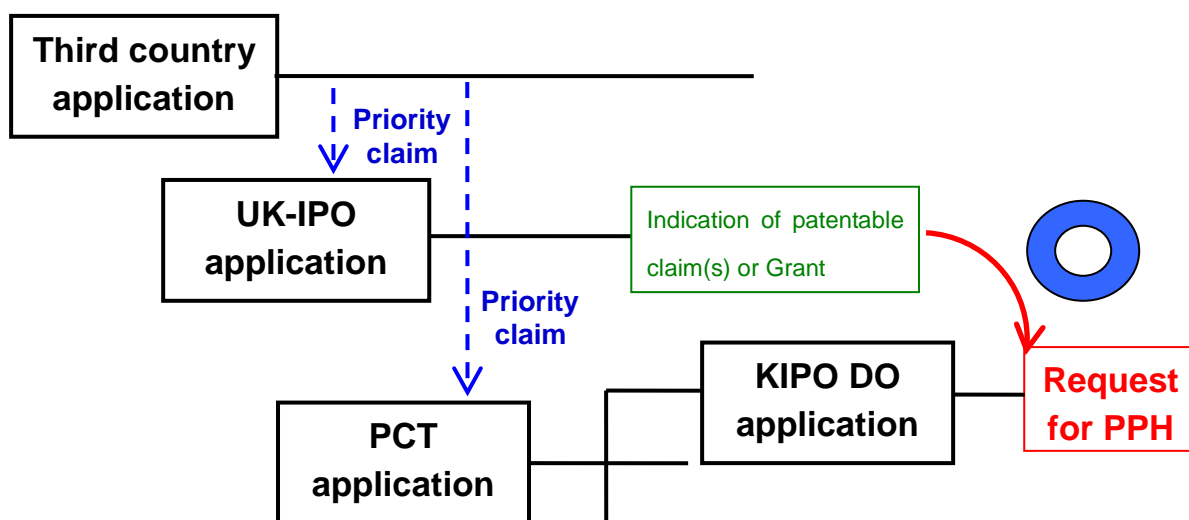 Third country
application
Priority
claim
UK-IPO
application
Indication of patentable
claim(s) or Grant
Priority
claim
KIPO DO
application
Request
for PPH
PCT
application